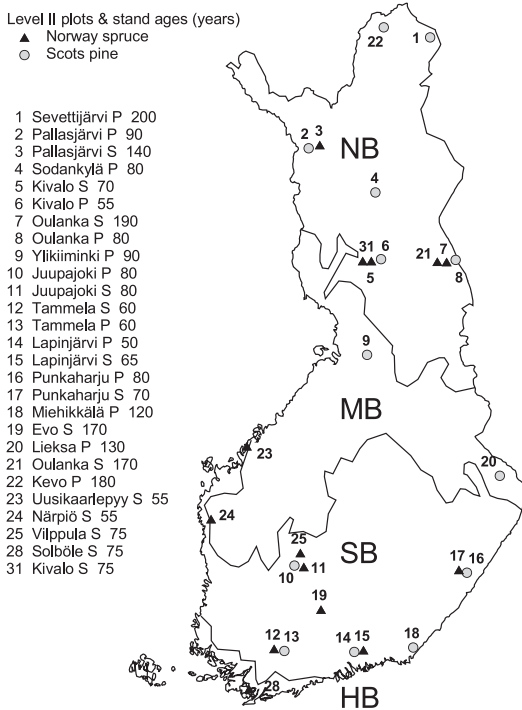 Level II plots & stand ages (years)
Norway spruce
Scots pine
1 Sevettijärvi P 200
2 Pallasjärvi P 90
3 Pallasjärvi S 140
4 Sodankylä P 80
5 Kivalo S 70
6 Kivalo P 55
7 Oulanka S 190
8 Oulanka P 80
9 Ylikiiminki P 90
10 Juupajoki P 80
11 Juupajoki S 80
12 Tammela S 60
13 Tammela P 60
14 Lapinjärvi P 50
15 Lapinjärvi S 65
16 Punkaharju P 80
17 Punkaharju S 70
18 Miehikkälä P 120
19 Evo S 170
20 Lieksa P 130
21 Oulanka S 170
22 Kevo P 180
23 Uusikaarlepyy S 55
24 Närpiö S 55
25 Vilppula S 75
28 Solböle S 75
31 Kivalo S 75
22 1
2 3
NB
4
31 6 21 7
5 8
9
MB
23
20
24
25 SB
10 11 17 16
19
12 13 14 15 18
28
HB